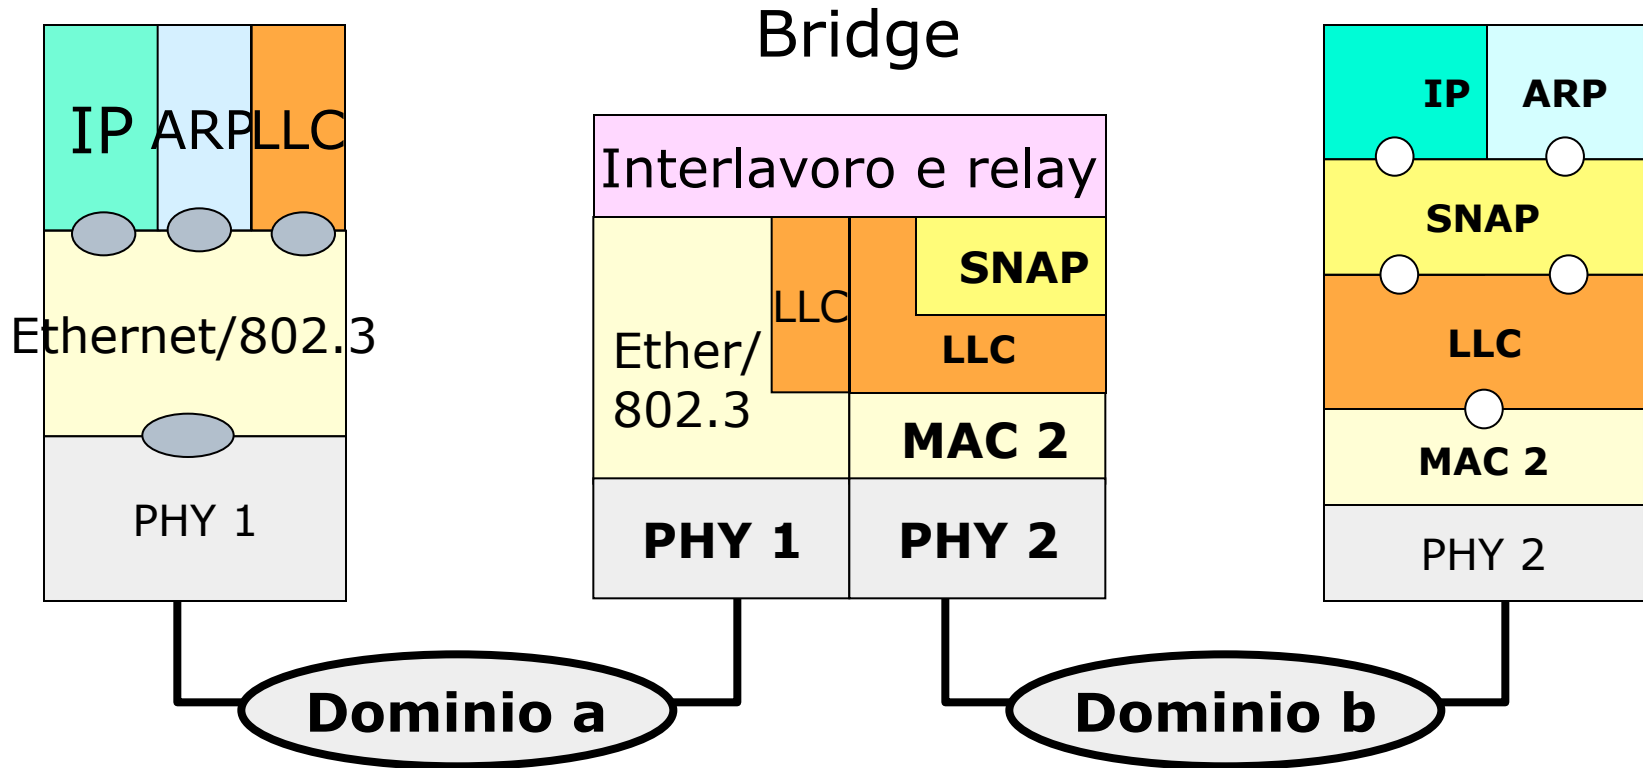 Bridge
IP ARP LLC
Ethernet/802.3
PHY 1
Interlavoro e relay
Ether/
802.3
LLC
SNAP
LLC
MAC 2
PHY 1
PHY 2
IP
ARP
SNAP
LLC
MAC 2
PHY 2
Dominio a
Dominio b